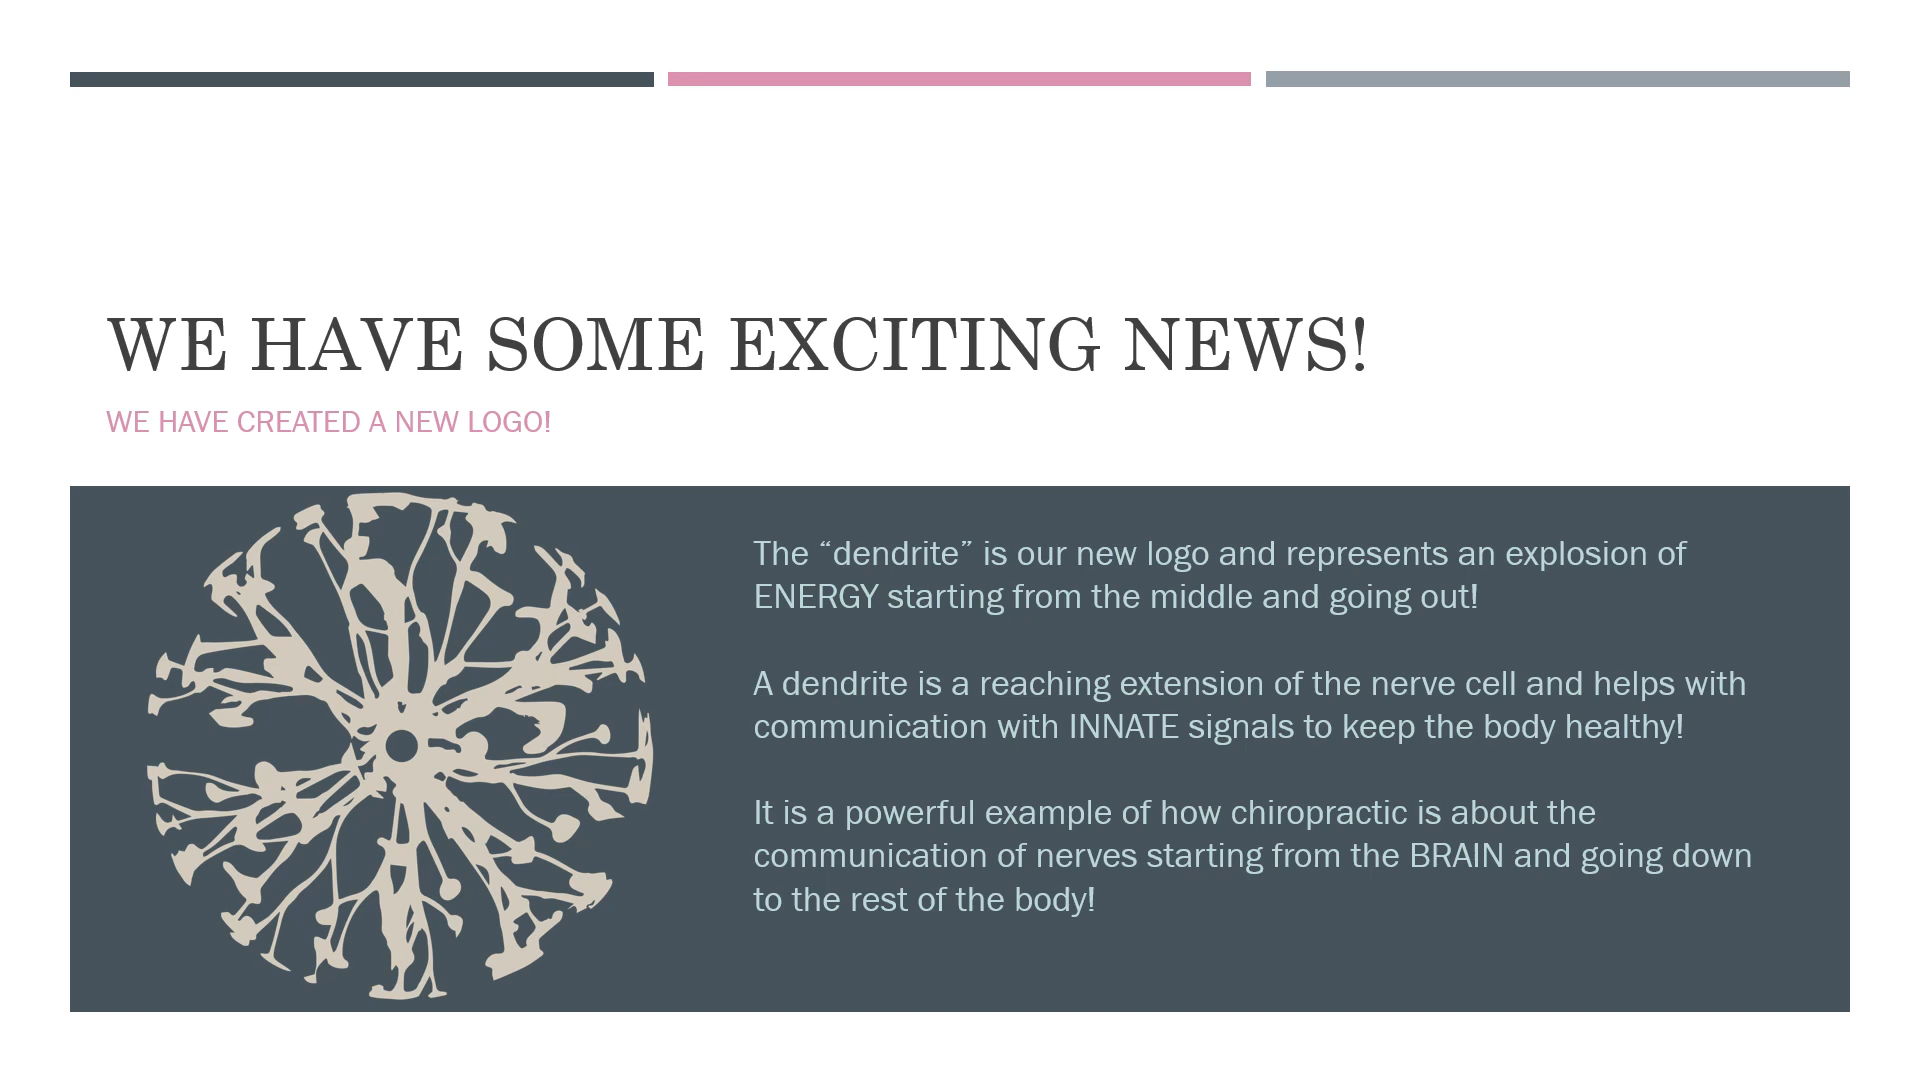 WE HAVE SOME EXCITING NEWS!
WE HAVE CREATED A NEW LOGO!
The “dendrite” is our new logo and represents an explosion of
ENERGY starting from the middle and going out!
A dendrite is a reaching extension of the nerve cell and helps with
communication with INNATE signals to keep the body healthy!
It is a powerful example of how chiropractic is about the
communication of nerves starting from the BRAIN and going down
to the rest of the body!